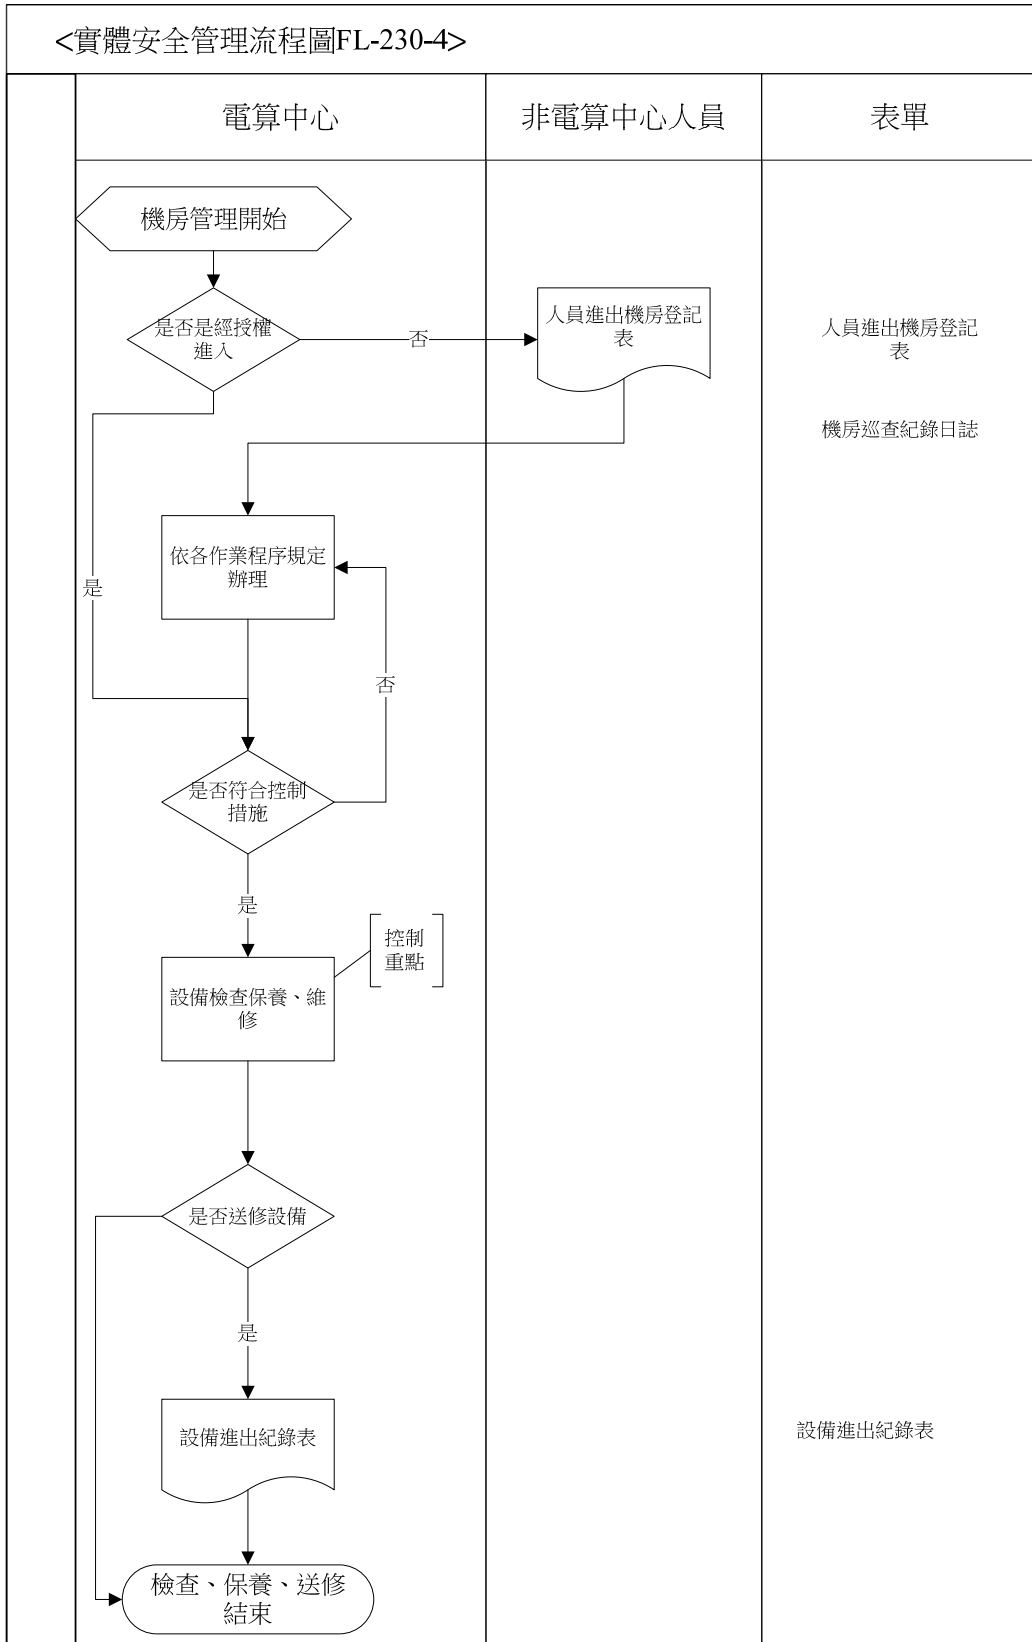 <實體安全管理流程圖FL-230-4>
電算中心
非電算中心人員
表單
機房管理開始
是否是經授權
進入
否
人員進出機房登記
表
人員進出機房登記
表
機房巡查紀錄日誌
依各作業程序規定
辦理
是
否
是否符合控制
措施
是
控制
重點
設備檢查保養、維
修
是否送修設備
是
設備進出紀錄表
設備進出紀錄表
檢查、保養、送修
結束